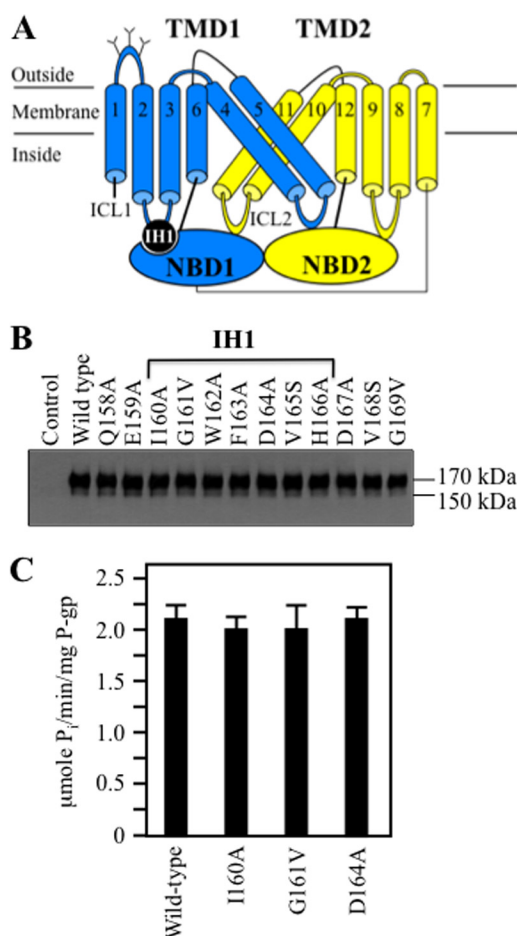 A
TMD1 TMD2
Outside
Membrane
Inside
1 2 3 6 4 5 11 10 12 9 8 7
ICL1
ICL2
IH1
NBD1 NBD2
B
IH1
Control
Wild type
Q158A
E159A
I160A
G161V
W162A
F163A
D164A
V165S
H166A
D167A
V168S
G169V
170 kDa
150 kDa
C
µmole Pi/min/mg P-gp
2.5
2.0
1.5
1.0
0.5
0
Wild-type
I160A
G161V
D164A